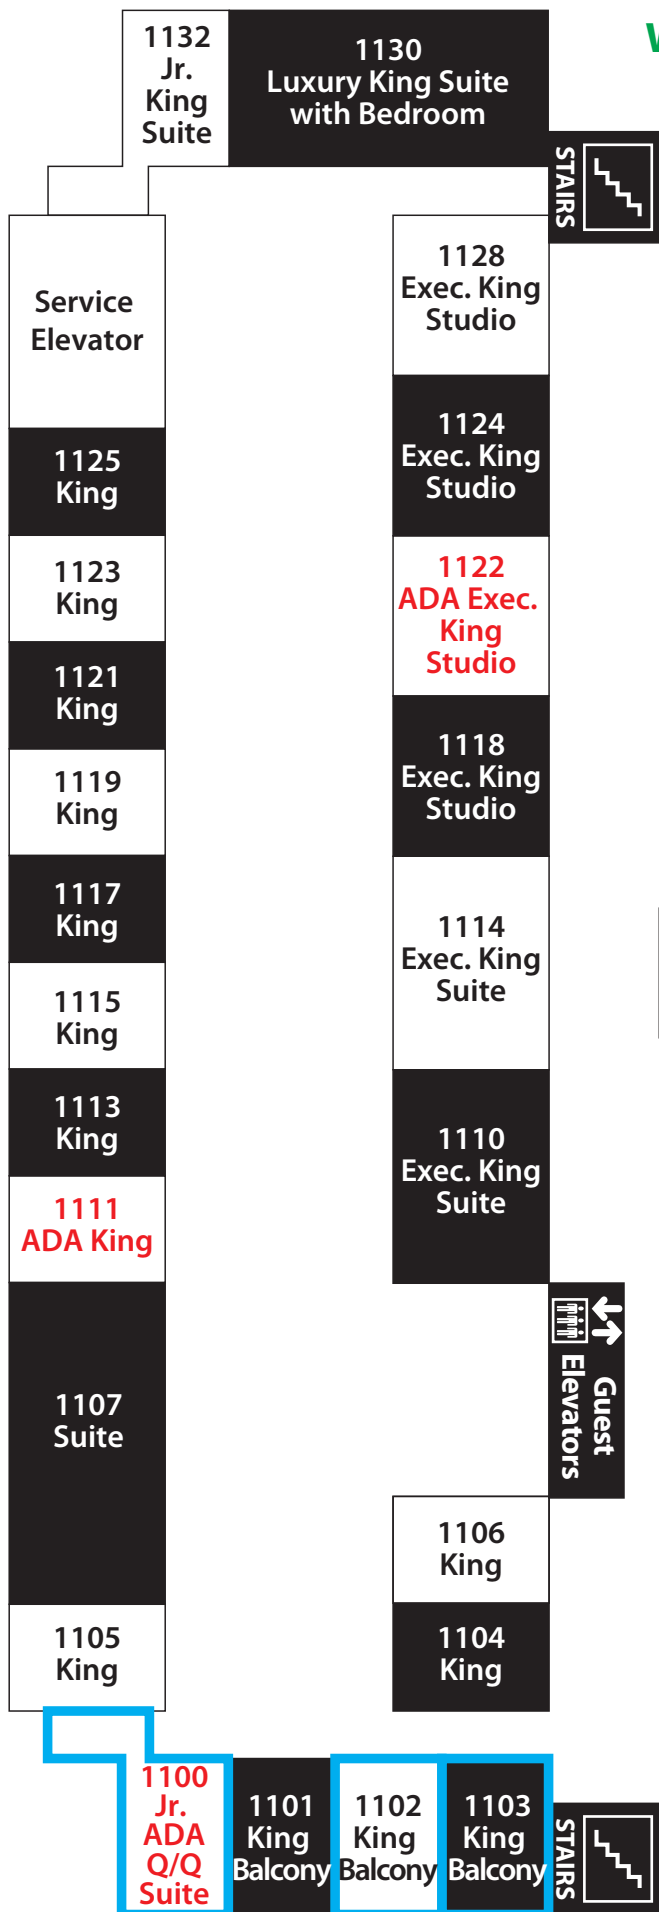 1132
Jr.
King
Suite
1130
Luxury King Suite
with Bedroom
STAIRS
Service
Elevator
1128
Exec. King
Studio
1125
King
1124
Exec. King
Studio
1123
King
1122
ADA Exec.
King
Studio
1121
King
1119
King
1118
Exec. King
Studio
1117
King
1115
King
1114
Exec. King
Suite
1113
King
1110
Exec. King
Suite
1111
ADA King
Guest
Elevators
1107
Suite
1106
King
1105
King
1104
King
1100
Jr.
ADA
Q/Q
Suite
1101
King
Balcony
1102
King
Balcony
1103
King
Balcony
STAIRS